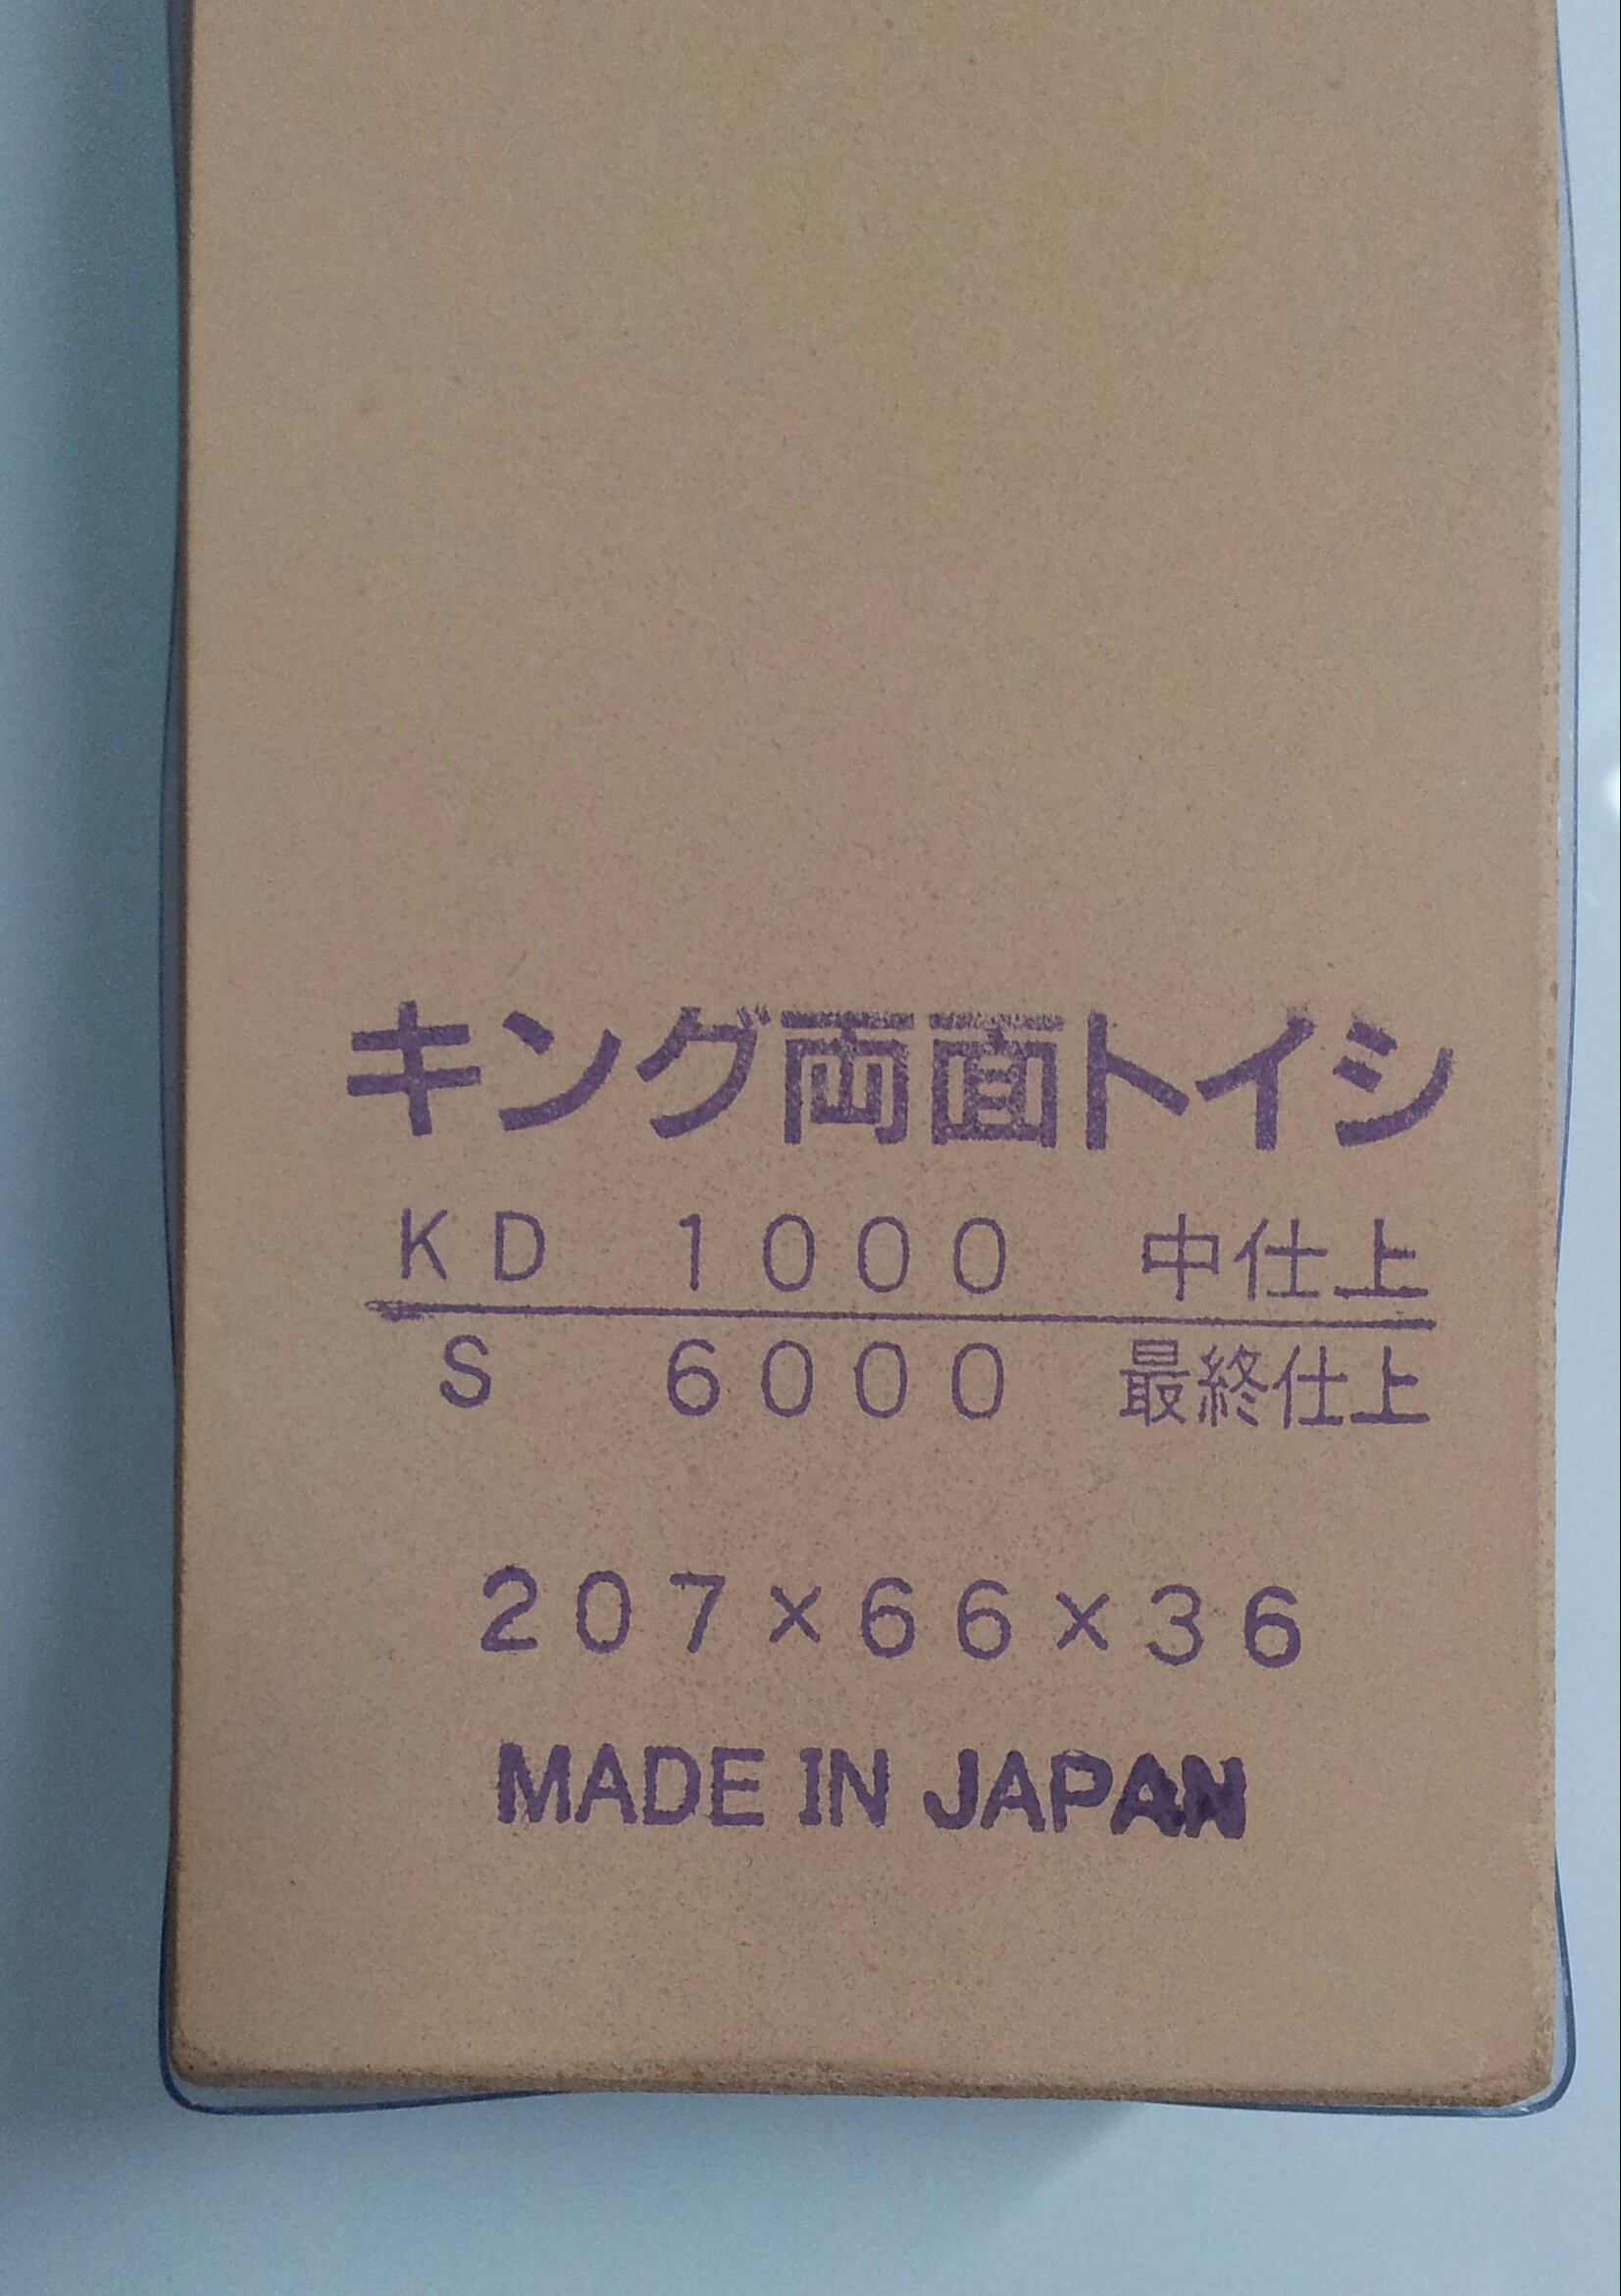 キング両面トイシ
KD 1000 中仕上
S 6000 最終仕上
207×66×36
MADE IN JAPAN